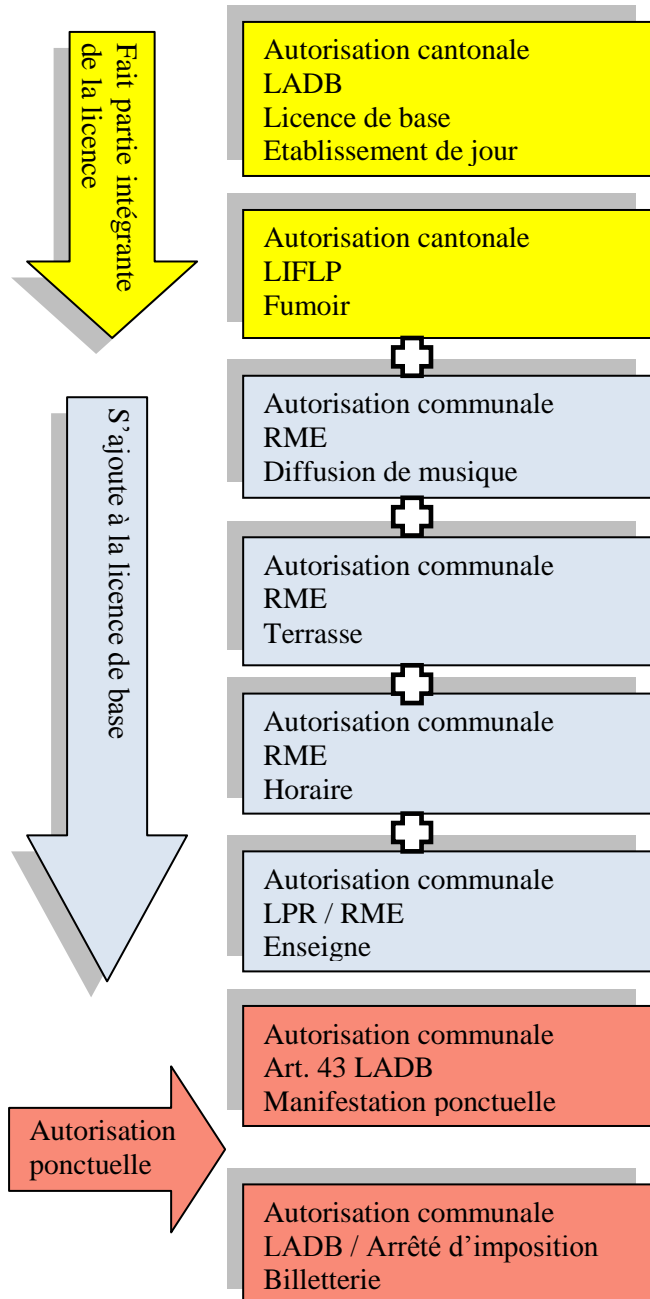 Fait partie intégrante
de la licence
Autorisation cantonale
LADB
Licence de base
Etablissement de jour
Autorisation cantonale
LIFLP
Fumoir
S'ajoute à la licence de base
Autorisation communale
RME
Diffusion de musique
Autorisation communale
RME
Terrasse
Autorisation communale
RME
Horaire
Autorisation communale
LPR / RME
Enseigne
Autorisation
ponctuelle
Autorisation communale
Art. 43 LADB
Manifestation ponctuelle
Autorisation communale
LADB / Arrêté d'imposition
Billetterie